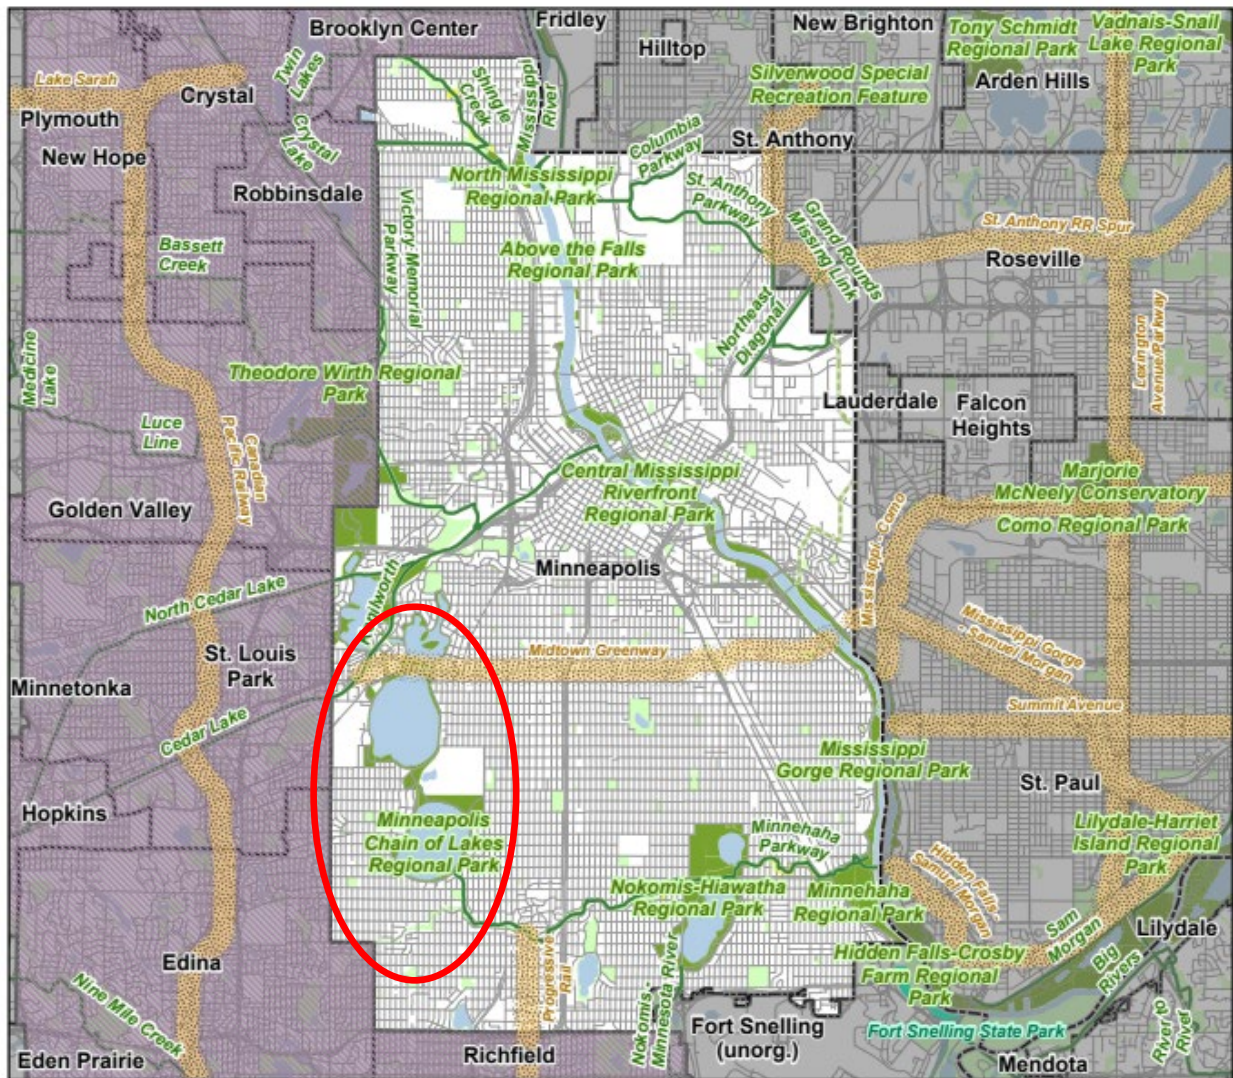 Brooklyn Center
Fridley
New Brighton
Hilltop
Tony Schmidt
Regional Park
Vadnais-Snail
Lake Regional
Park
Arden Hills
Silverwood Special
Recreation Feature
St. Anthony
Lake Sarah
Crystal
Plymouth
New Hope
Robbinsdale
Twin
Lakes
Crystal
Lake
Shingle
Creek
Mississippi
River
Columbia
Parkway
St. Anthony
Parkway
North Mississippi
Regional Park
Victory Memorial
Parkway
Above the Falls
Regional Park
Grand Rounds
Missing Link
St. Anthony RR Spur
Roseville
Bassett
Creek
Northeast
Diagonal
Lexington
Avenue Parkway
Medicine
Lake
Theodore Wirth Regional
Park
Lauderdale
Falcon
Heights
Luce
Line
Canadian
Pacific Railway
Central Mississippi
Riverfront
Regional Park
Marjorie
McNeely Conservatory
Como Regional Park
Golden Valley
Minneapolis
Mississippi - Como
North Cedar Lake
Kenilworth
Midtown Greenway
Mississippi Gorge
- Samuel Morgan
St. Louis
Park
Minnetonka
Summit Avenue
Cedar Lake
Mississippi
Gorge Regional Park
St. Paul
Hopkins
Minneapolis
Chain of Lakes
Regional Park
Minnehaha
Parkway
Lilydale-Harriet
Island Regional
Park
Nokomis-Hiawatha
Regional Park
Minnehaha
Regional Park
Hidden Falls -
Samuel Morgan
Sam
Morgan
Lilydale
Edina
Progressive
Rail
Nokomis-
Minnesota River
Hidden Falls-Crosby
Farm Regional
Park
Big
Rivers
Nine Mile Creek
Fort Snelling
(unorg.)
Fort Snelling State Park
River to
River
Eden Prairie
Richfield
Mendota